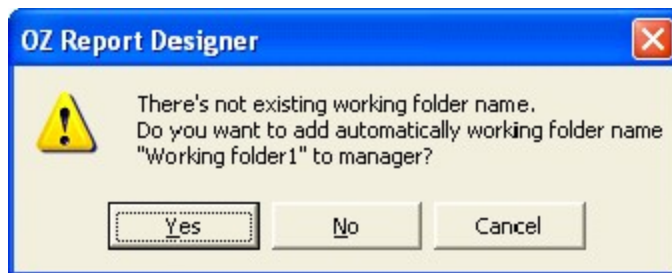 OZ Report Designer
There's not existing working folder name.
Do you want to add automatically working folder name
"Working folder1" to manager?
Yes
No
Cancel